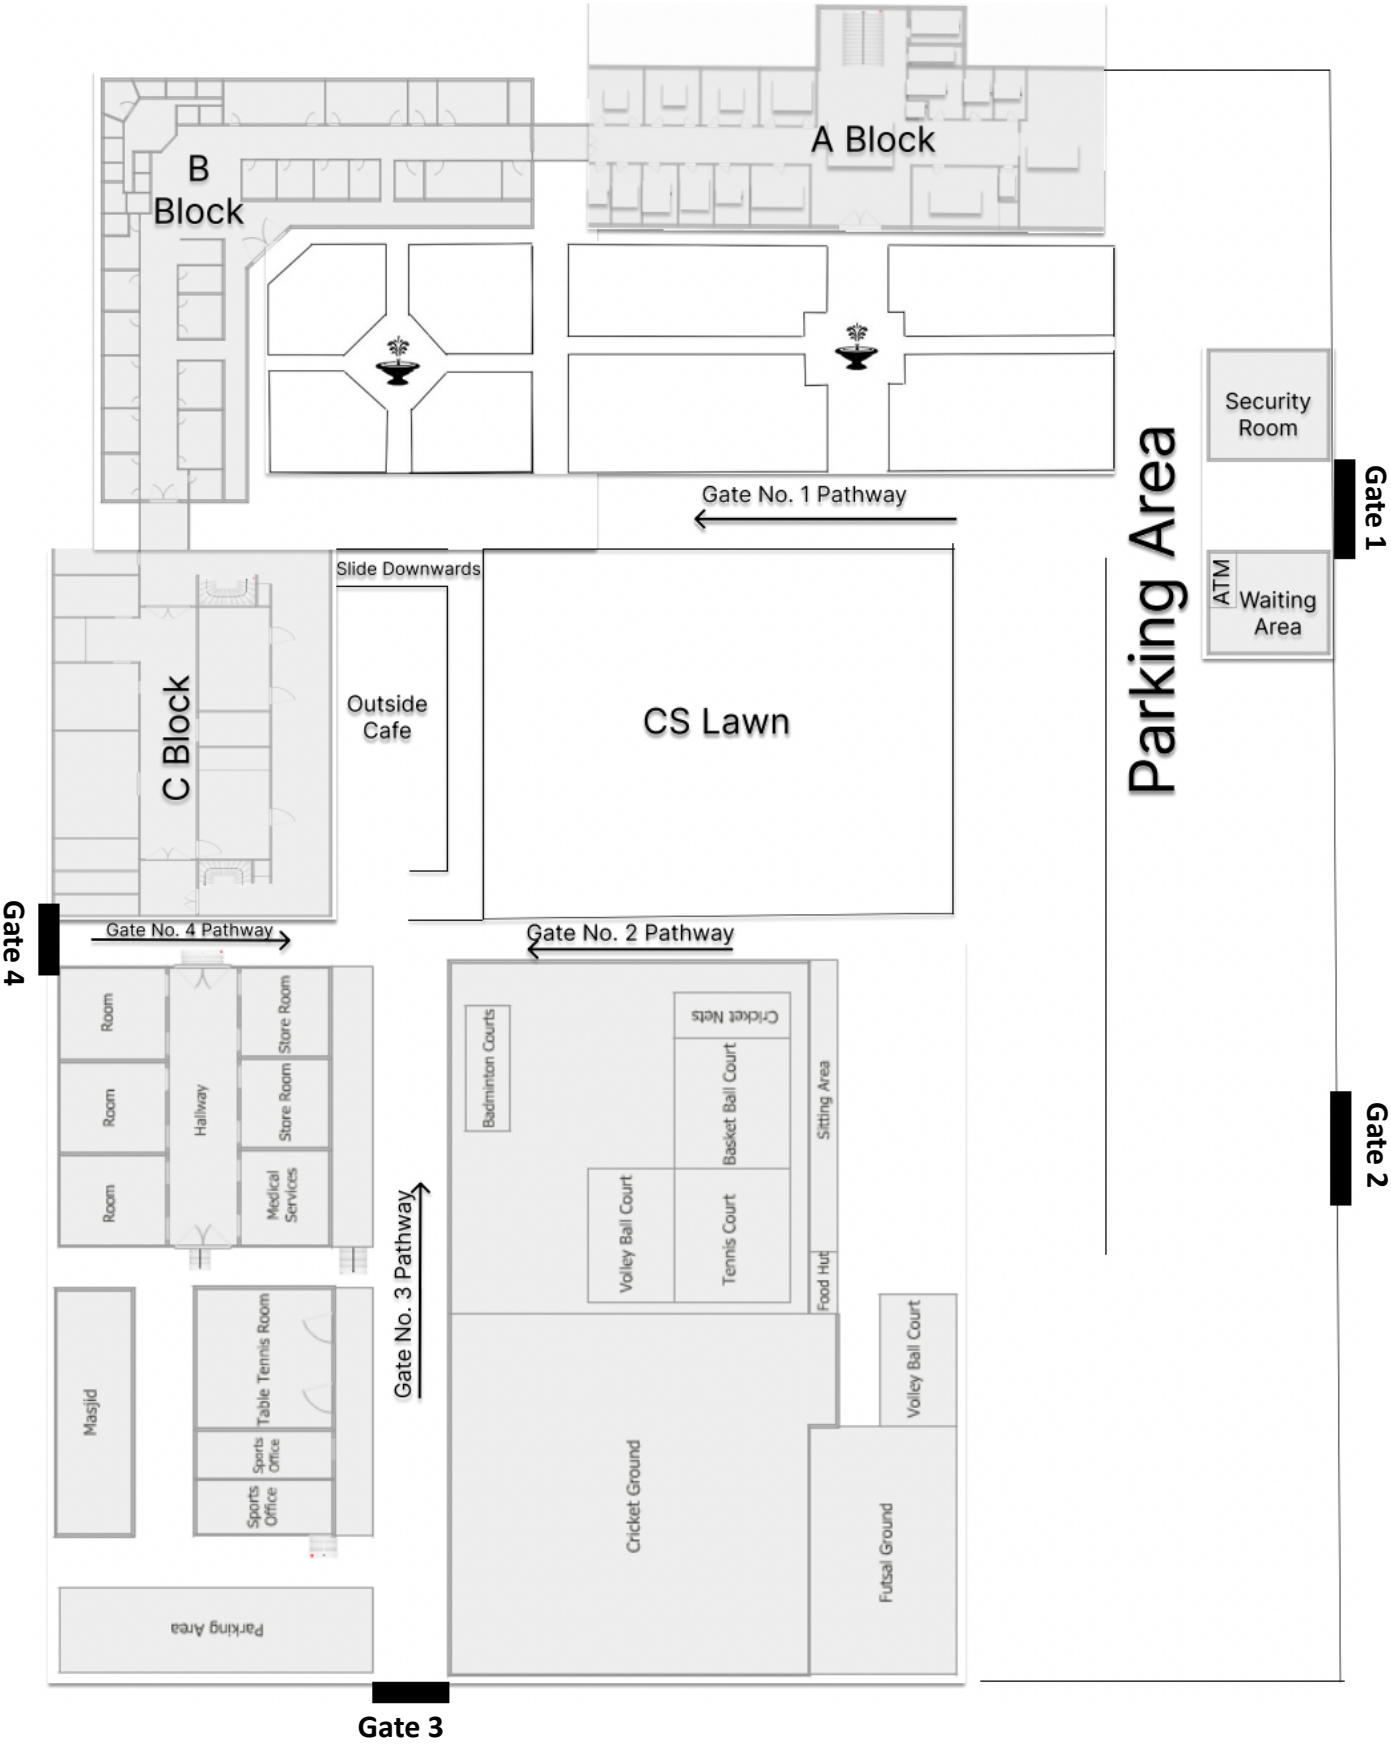 A Block
B
Block
Security
Room
Gate No. 1 Pathway
Gate 1
Parking Area
Slide Downwards
ATM
Waiting
Area
Outside
Cafe
CS Lawn
C Block
Gate 4
Gate No. 4 Pathway
Gate No. 2 Pathway
Room
Store Room
Badminton Courts
Cricket Nets
Room
Hallway
Store Room
Basket Ball Court
Sitting Area
Gate 2
Room
Medical
Services
Gate No. 3 Pathway
Volley Ball Court
Tennis Court
Food Hut
Masjid
Table Tennis Room
Volley Ball Court
Sports
Office
Sports
Office
Cricket Ground
Futsal Ground
Parking Area
Gate 3